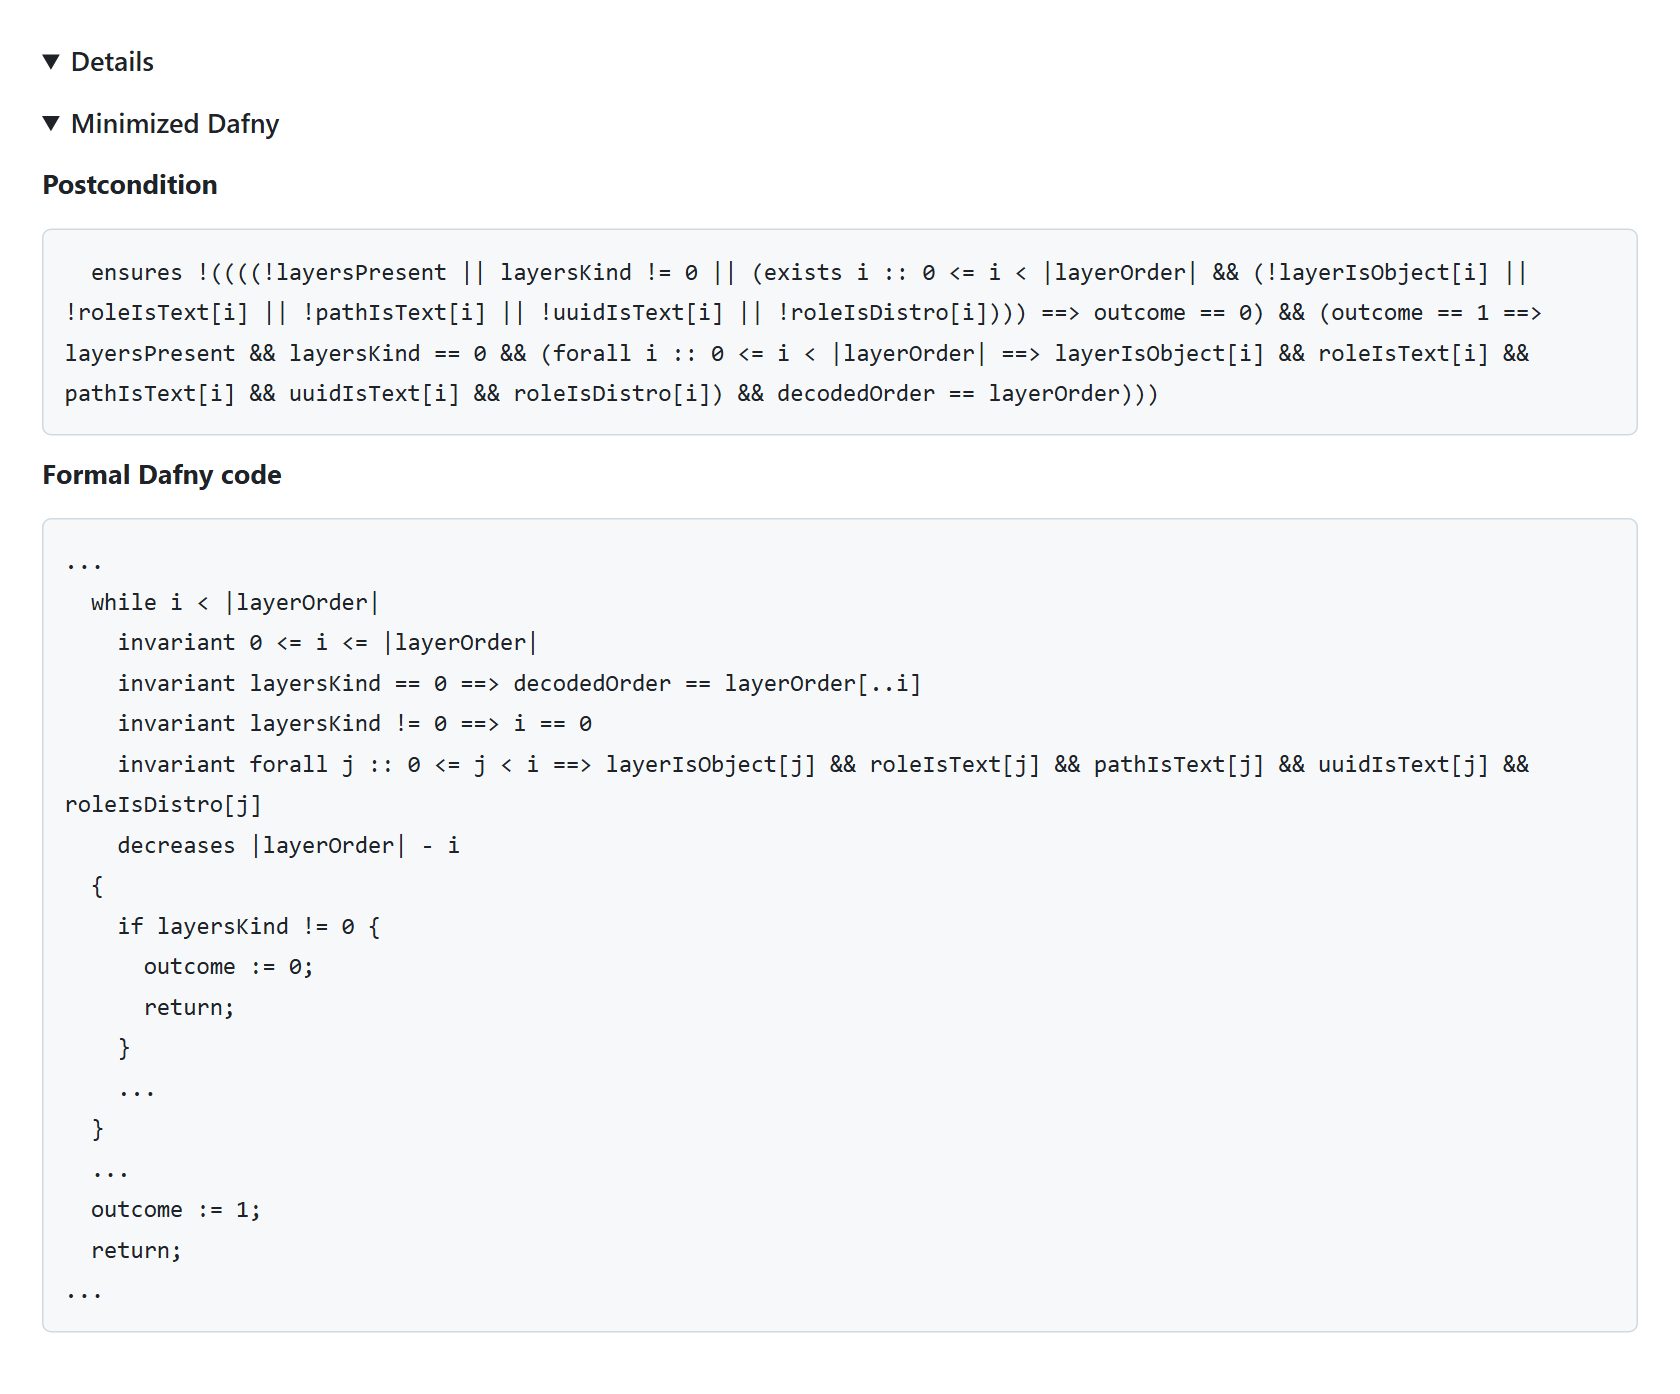 ▼ Details
▼ Minimized Dafny
Postcondition
  ensures !((((!layersPresent || layersKind != 0 || (exists i :: 0 <= i < |layerOrder| && (!layerIsObject[i] ||
!roleIsText[i] || !pathIsText[i] || !uuidIsText[i] || !roleIsDistro[i]))) ==> outcome == 0) && (outcome == 1 ==>
layersPresent && layersKind == 0 && (forall i :: 0 <= i < |layerOrder| ==> layerIsObject[i] && roleIsText[i] &&
pathIsText[i] && uuidIsText[i] && roleIsDistro[i]) && decodedOrder == layerOrder)))
Formal Dafny code
...
  while i < |layerOrder|
    invariant 0 <= i <= |layerOrder|
    invariant layersKind == 0 ==> decodedOrder == layerOrder[..i]
    invariant layersKind != 0 ==> i == 0
    invariant forall j :: 0 <= j < i ==> layerIsObject[j] && roleIsText[j] && pathIsText[j] && uuidIsText[j] &&
roleIsDistro[j]
    decreases |layerOrder| - i
  {
    if layersKind != 0 {
      outcome := 0;
      return;
    }
    ...
  }
  ...
  outcome := 1;
  return;
...